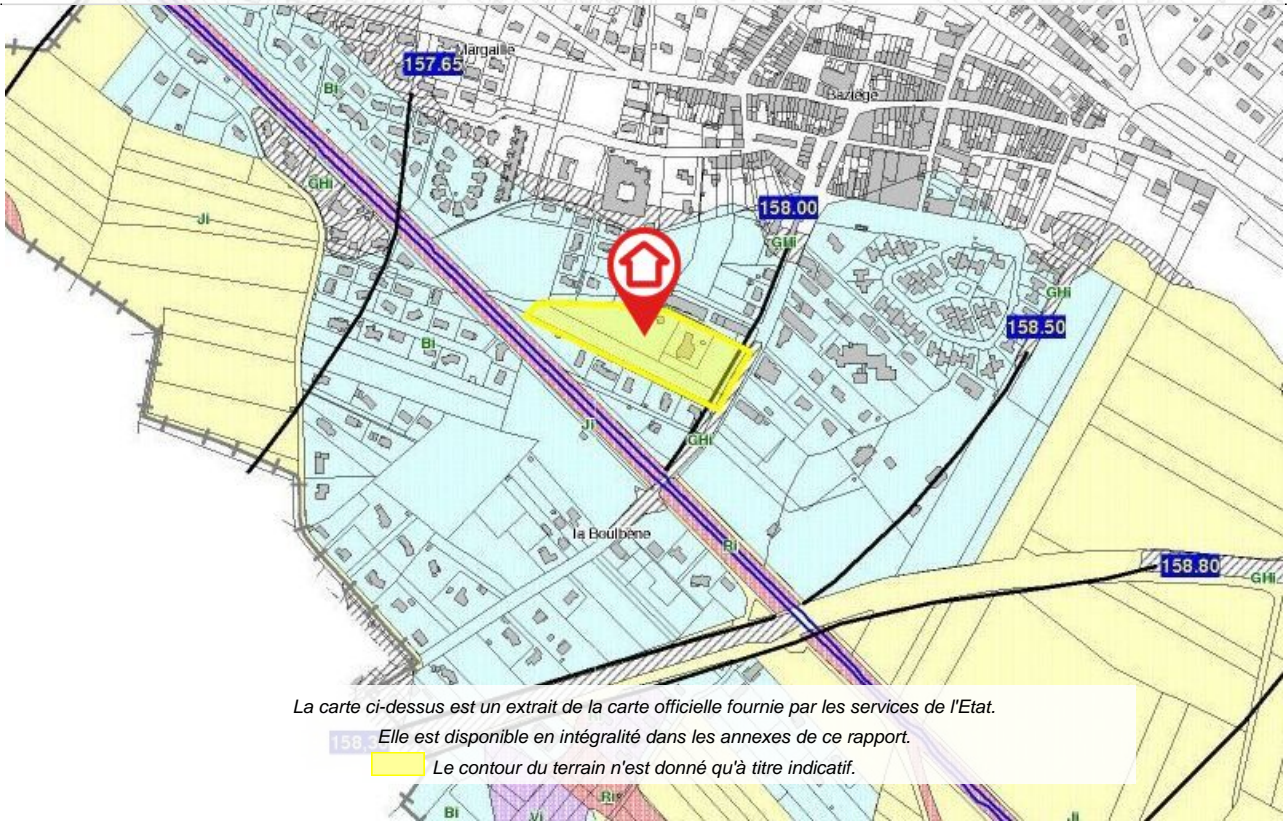 Margaille
157.65
Bi
Baziège
GHi
158.00
Ji
GHi
GHi
158.50
Bi
Ji
GHi
la Boulbène
Bi
158.80
GHi
La carte ci-dessus est un extrait de la carte officielle fournie par les services de l'Etat.
Elle est disponible en intégralité dans les annexes de ce rapport.
Le contour du terrain n'est donné qu'à titre indicatif.
Bi
Vi
Ris
Ji